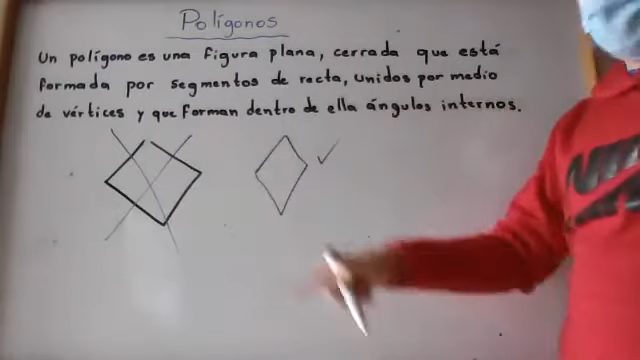 Polígonos
Un polígono es una figura plana, cerrada que está
formada por segmentos de recta, unidos por medio
de vértices y que forman dentro de ella ángulos internos.
NIKE